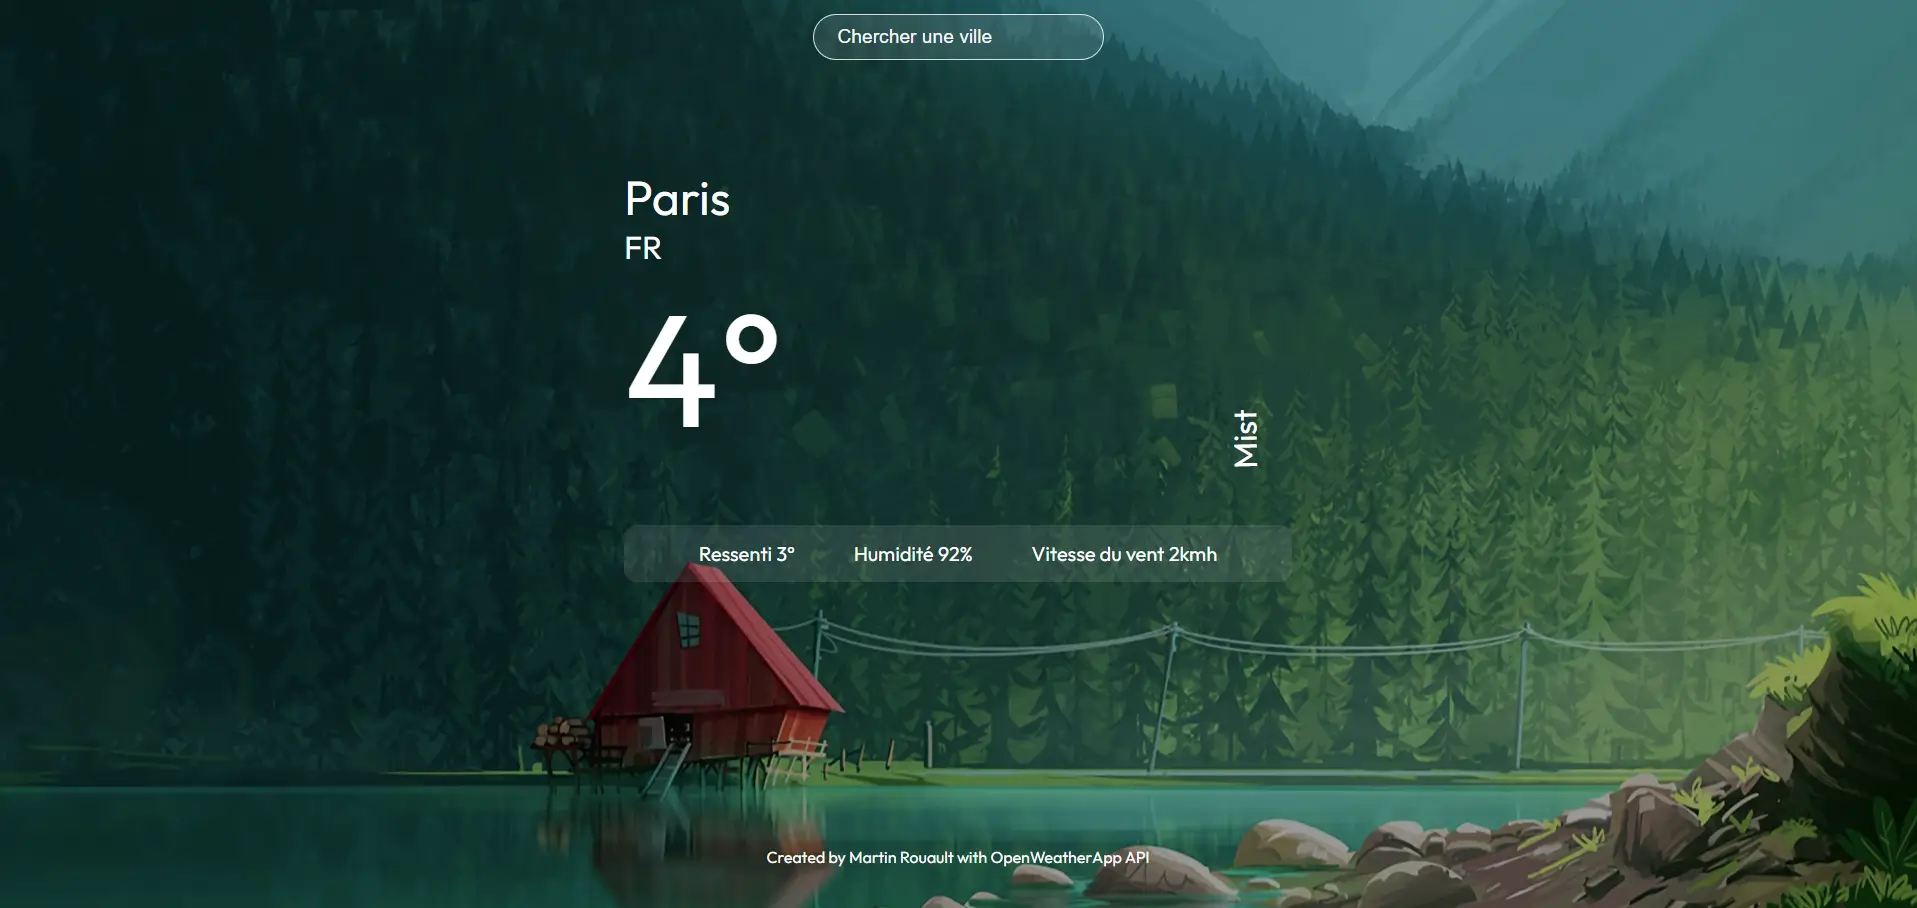 Chercher une ville
Paris
FR
4°
Mist
Ressenti 3° Humidité 92% Vitesse du vent 2kmh
Created by Martin Rouault with OpenWeatherApp API